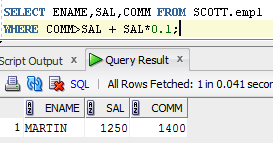 SELECT ENAME,SAL,COMM FROM SCOTT.empl
WHERE COMM>SAL + SAL*0.1;
Script Output × Query Result ×
SQL | All Rows Fetched: 1 in 0.041 secon
ENAME SAL COMM
1 MARTIN 1250 1400